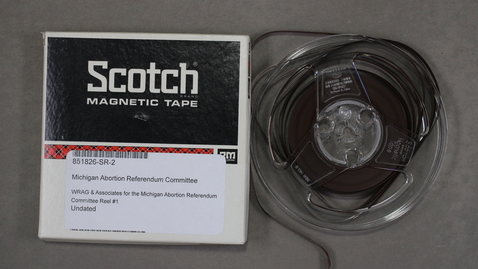 Scotch
BRAND
MAGNETIC TAPE
851826-SR-2
Michigan Abortion Referendum Committee
WRAG & Associates for the Michigan Abortion Referendum
Committee Reel #1
Undated